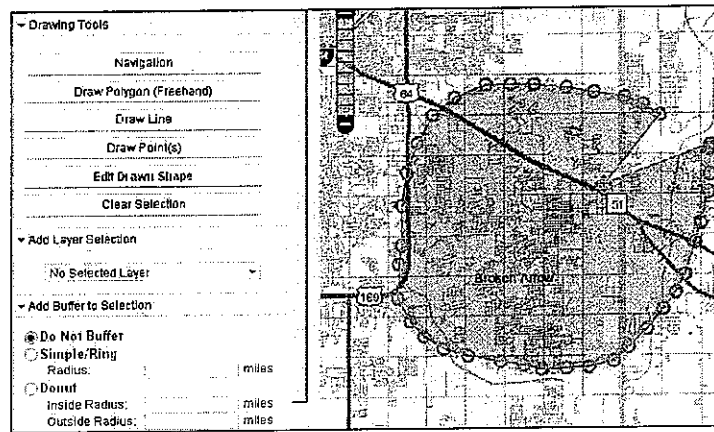 Drawing Tools
Navigation
Draw Polygon (Freehand)
Draw Line
Draw Point(s)
Edit Drawn Shape
Clear Selection
Add Layer Selection
No Selected Layer
Add Buffer to Selection
Do Not Buffer
Simple/Ring
Radius: miles
Donut
Inside Radius: miles
Outside Radius: miles
64
51
Broken Arrow
169